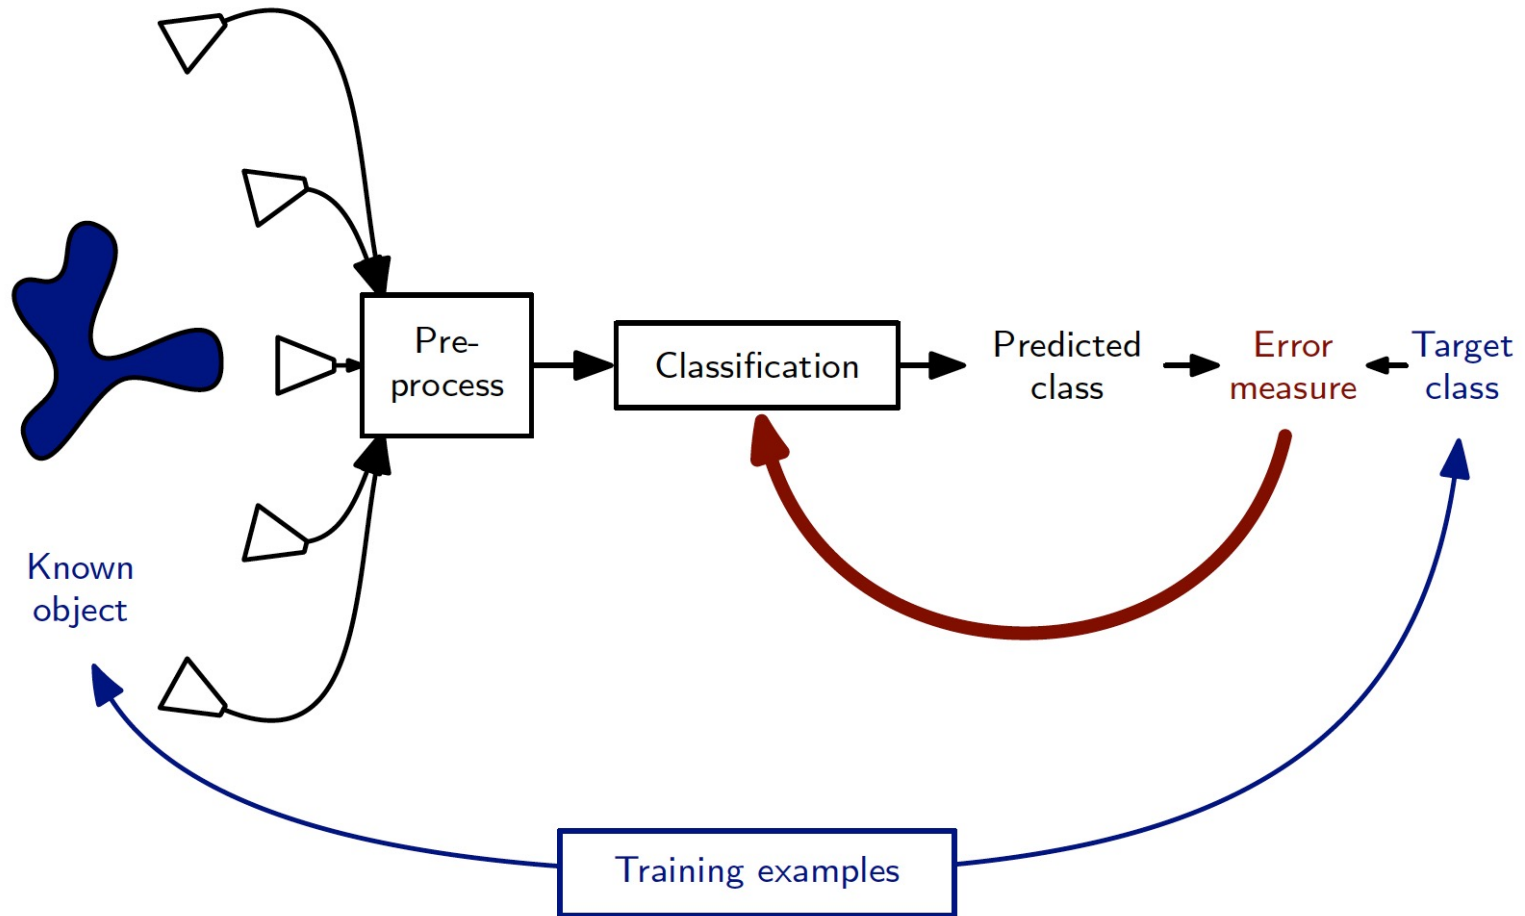 Pre-
process
Classification
Predicted
class
Error
measure
Target
class
Known
object
Training examples